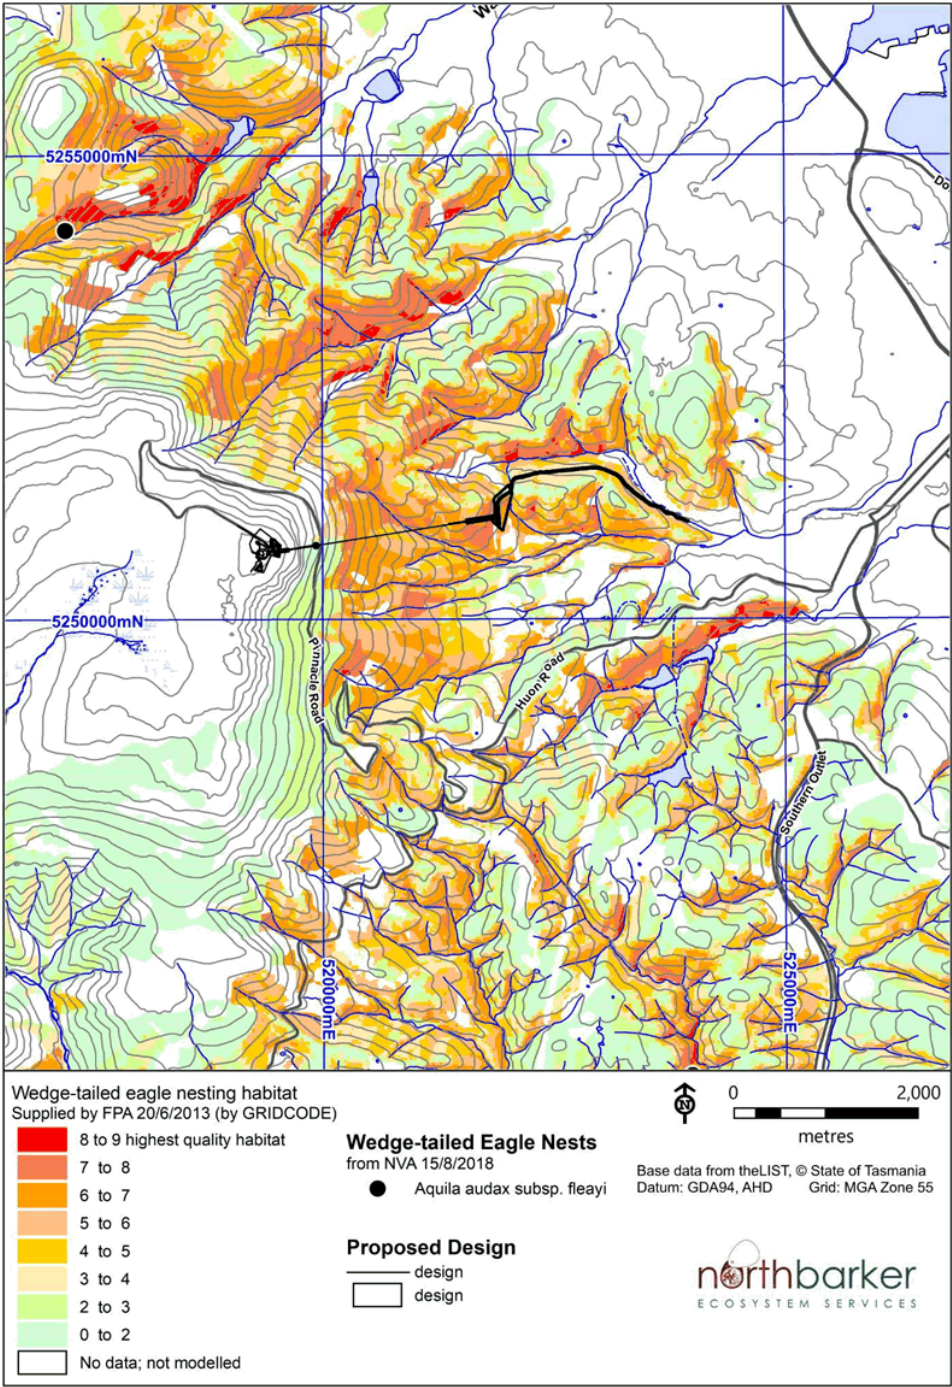 5255000mN
Do
5250000mN
Pinnacle Road
Huon Road
Southern Outlet
520000mE
525000mE
Wedge-tailed eagle nesting habitat
Supplied by FPA 20/6/2013 (by GRIDCODE)
8 to 9 highest quality habitat
7 to 8
6 to 7
5 to 6
4 to 5
3 to 4
2 to 3
0 to 2
No data; not modelled
Wedge-tailed Eagle Nests
from NVA 15/8/2018
Aquila audax subsp. fleayi
Proposed Design
design
design
N
0 2,000
metres
Base data from theLIST, © State of Tasmania
Datum: GDA94, AHD Grid: MGA Zone 55
northbarker
ECOSYSTEM SERVICES